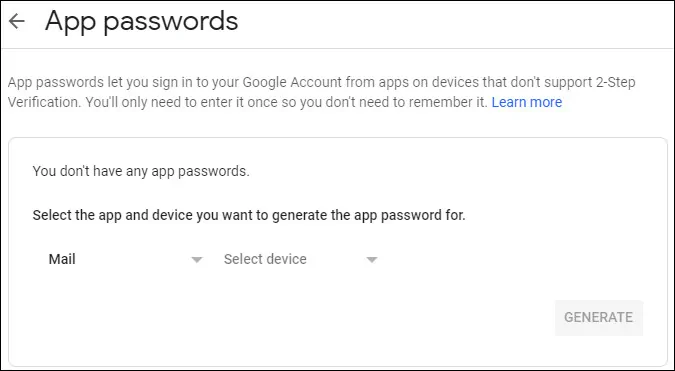 App passwords
App passwords let you sign in to your Google Account from apps on devices that don't support 2-Step
Verification. You'll only need to enter it once so you don't need to remember it. Learn more
You don't have any app passwords.
Select the app and device you want to generate the app password for.
Mail Select device
GENERATE